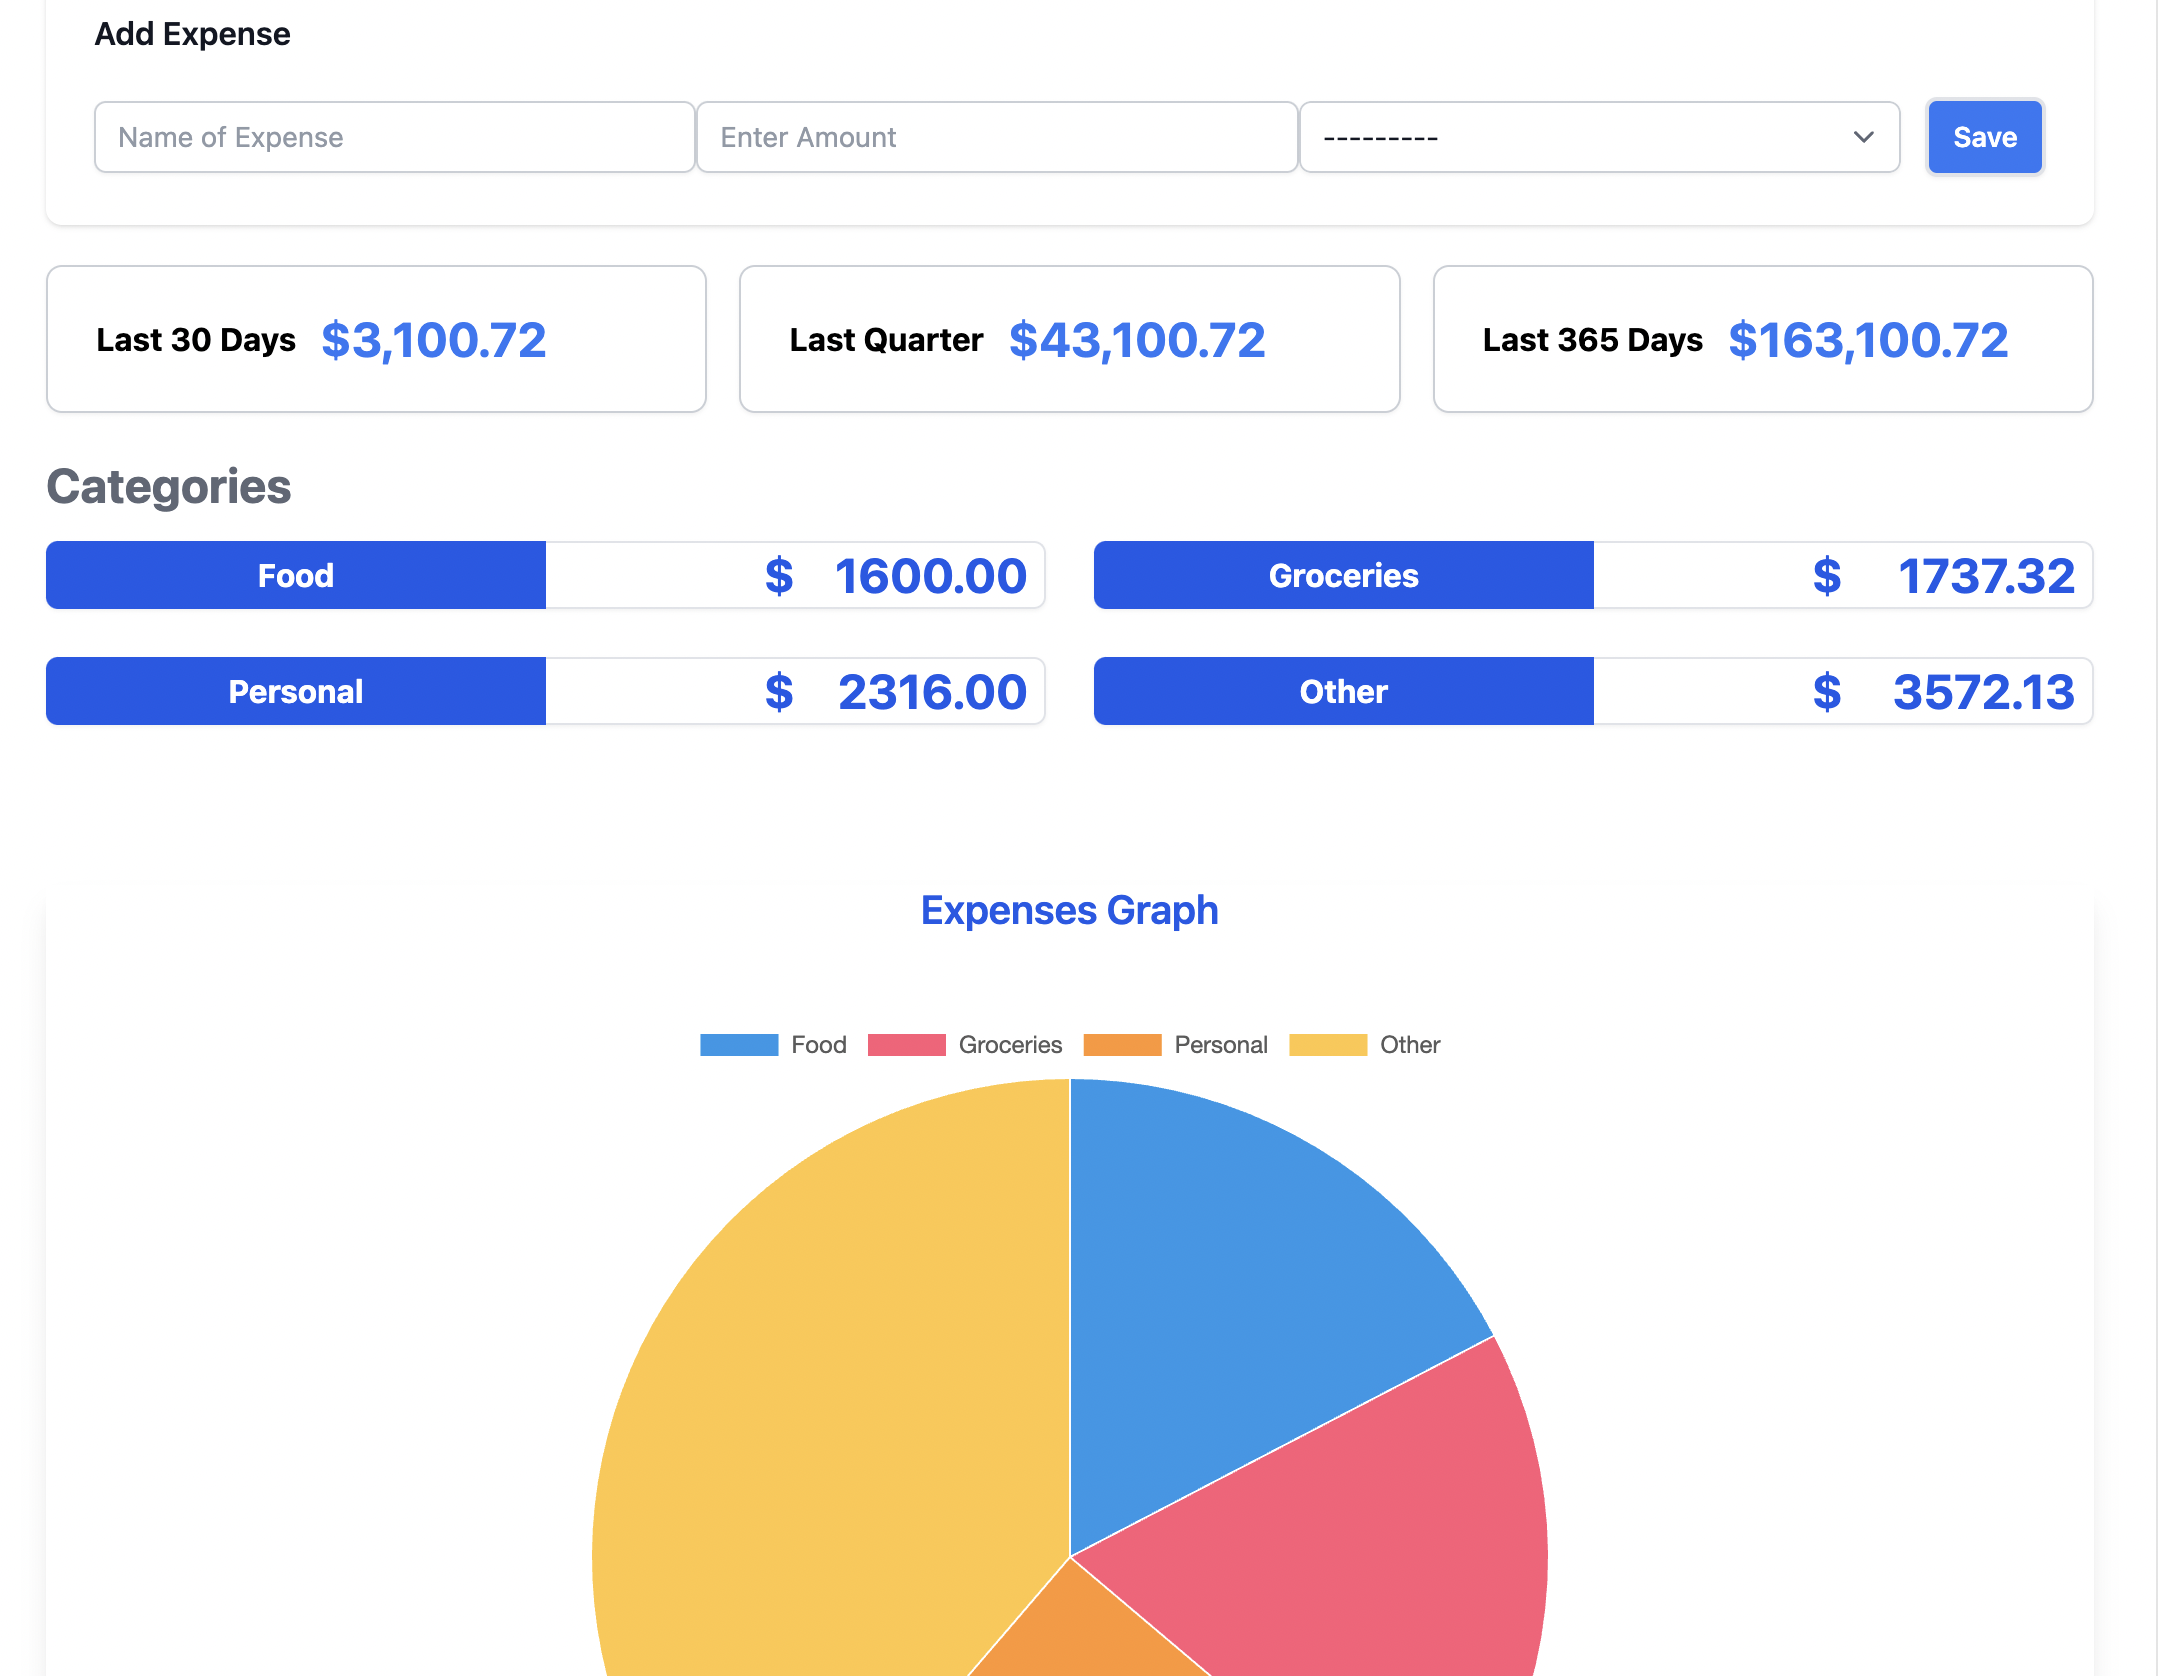 Add Expense
Name of Expense
Enter Amount
---------
Save
Last 30 Days $3,100.72
Last Quarter $43,100.72
Last 365 Days $163,100.72
Categories
Food $ 1600.00
Groceries $ 1737.32
Personal $ 2316.00
Other $ 3572.13
Expenses Graph
Food Groceries Personal Other